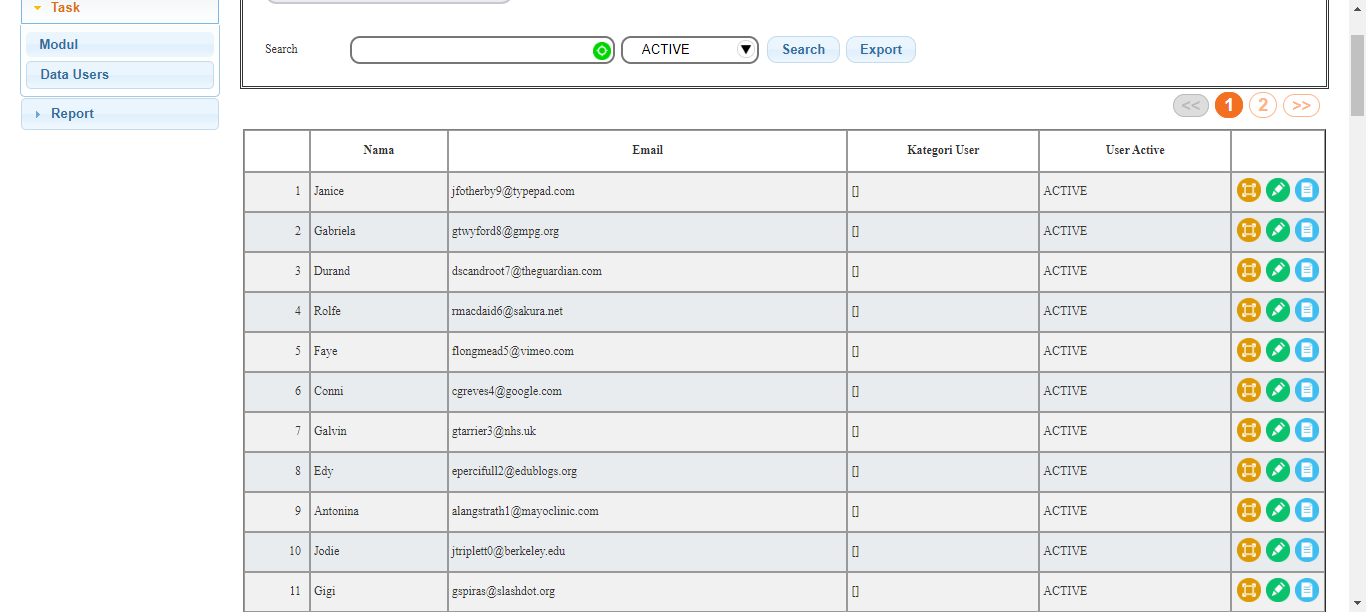 Task
Modul
Data Users
Report
Search ACTIVE Search Export
<< 1 2 >>
Nama Email Kategori User User Active
1 Janice jfotherby9@typepad.com [] ACTIVE
2 Gabriela gtwyford8@gmpg.org [] ACTIVE
3 Durand dscandroot7@theguardian.com [] ACTIVE
4 Rolfe rmacdaid6@sakura.net [] ACTIVE
5 Faye flongmead5@vimeo.com [] ACTIVE
6 Conni cgreves4@google.com [] ACTIVE
7 Galvin gtarrier3@nhs.uk [] ACTIVE
8 Edy epercifull2@edublogs.org [] ACTIVE
9 Antonina alangstrath1@mayoclinic.com [] ACTIVE
10 Jodie jtriplett0@berkeley.edu [] ACTIVE
11 Gigi gspiras@slashdot.org [] ACTIVE